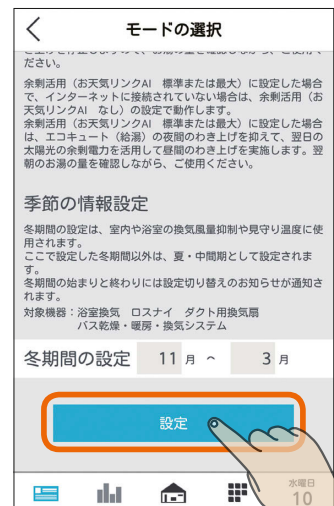 モードの選択
ださい。
余剰活用（お天気リンクAI 標準または最大）に設定した場合
で、インターネットに接続されていない場合は、余剰活用（お
天気リンクAI なし）の設定で動作します。
余剰活用（お天気リンクAI 標準または最大）に設定した場合
は、エコキュート（給湯）の夜間のわき上げを抑えて、翌日の
太陽光の余剰電力を活用して昼間のわき上げを実施します。翌
朝のお湯の量を確認しながら、ご使用ください。
季節の情報設定
冬期間の設定は、室内や浴室の換気風量抑制や見守り温度に使
用されます。
ここで設定した冬期間以外は、夏・中間期として設定されま
す。
冬期間の始まりと終わりには設定切り替えのお知らせが通知さ
れます。
対象機器：浴室換気 ロスナイ ダクト用換気扇
バス乾燥・暖房・換気システム
冬期間の設定 11 月 ～ 3 月
設定
水曜日
10